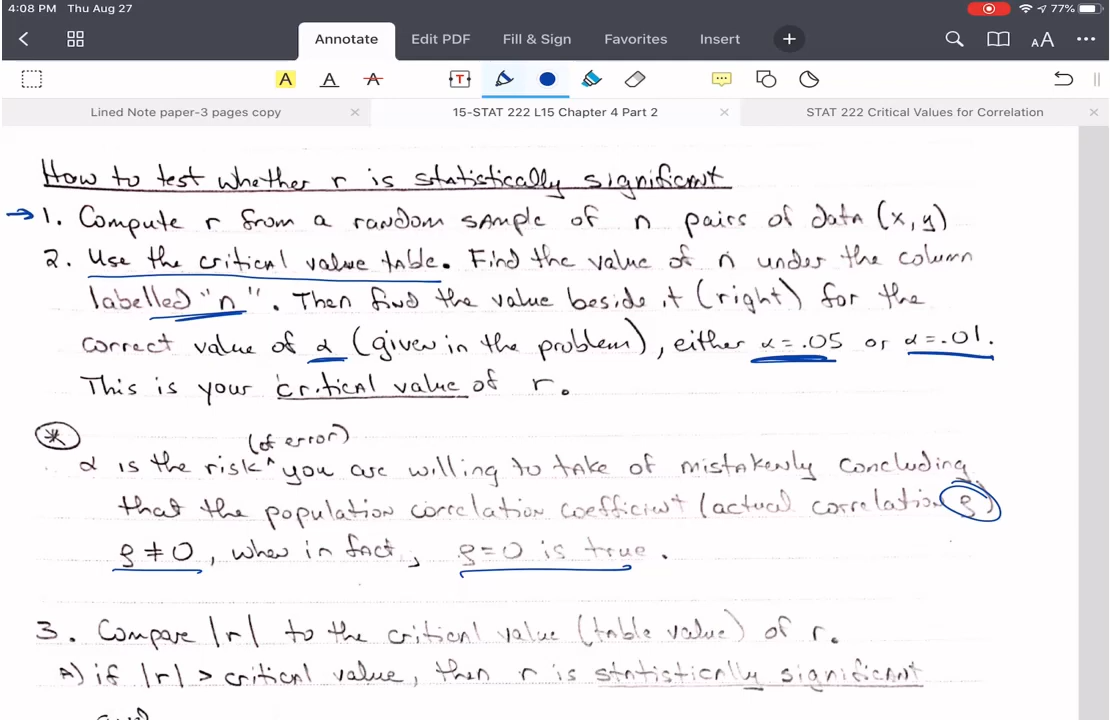 4:08 PM Thu Aug 27
77%
Annotate Edit PDF Fill & Sign Favorites Insert
AA
A A A T
Lined Note paper-3 pages copy
15-STAT 222 L15 Chapter 4 Part 2
STAT 222 Critical Values for Correlation
How to test whether r is statistically significant
→ 1. Compute r from a random sample of n pairs of data (x, y)
2. Use the critical value table. Find the value of n under the column
labelled "n". Then find the value beside it (right) for the
correct value of α (given in the problem), either α = .05 or α = .01.
This is your critical value of r.
*
(of error)
α is the risk ^ you are willing to take of mistakenly concluding
that the population correlation coefficient (actual correlation ρ)
ρ ≠ 0, when in fact, ρ = 0 is true.
3. Compare |r| to the critical value (table value) of r.
A) if |r| > critical value, then r is statistically significant